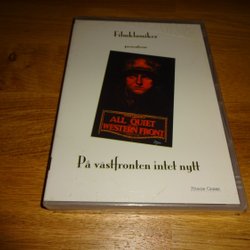 Filmklassiker
presenterar
ALL QUIET
WESTERN FRONT
På västfronten intet nytt